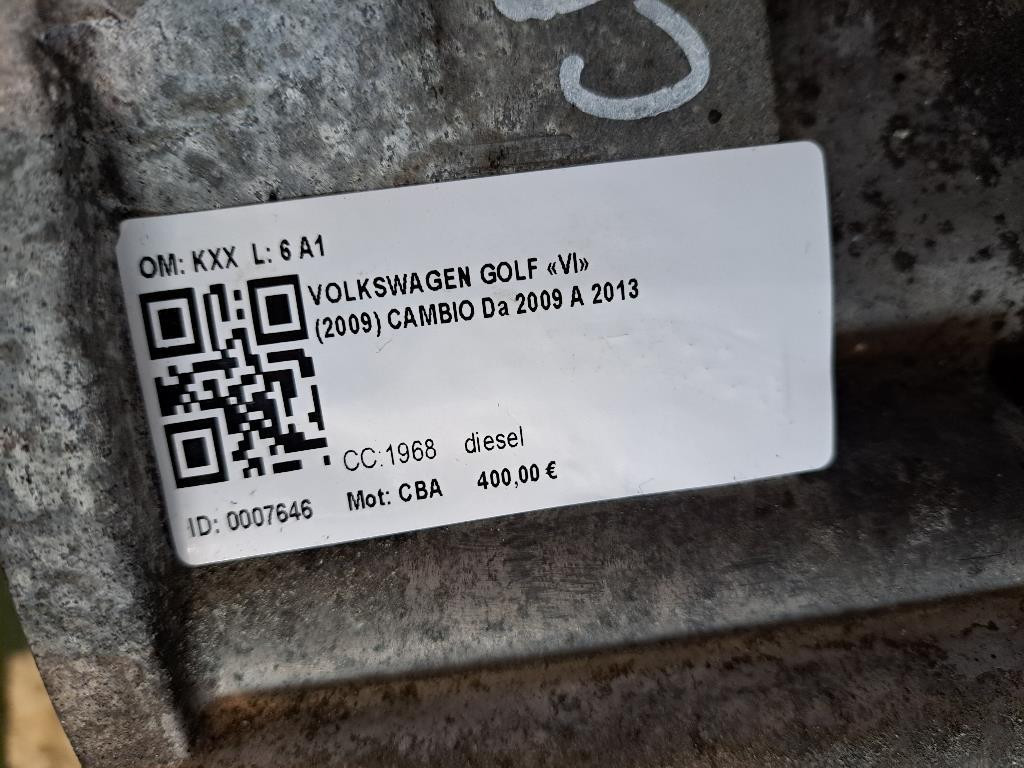 OM: KXX L: 6 A1
VOLKSWAGEN GOLF «VI»
(2009) CAMBIO Da 2009 A 2013
CC:1968 diesel
Mot: CBA 400,00 €
ID: 0007646